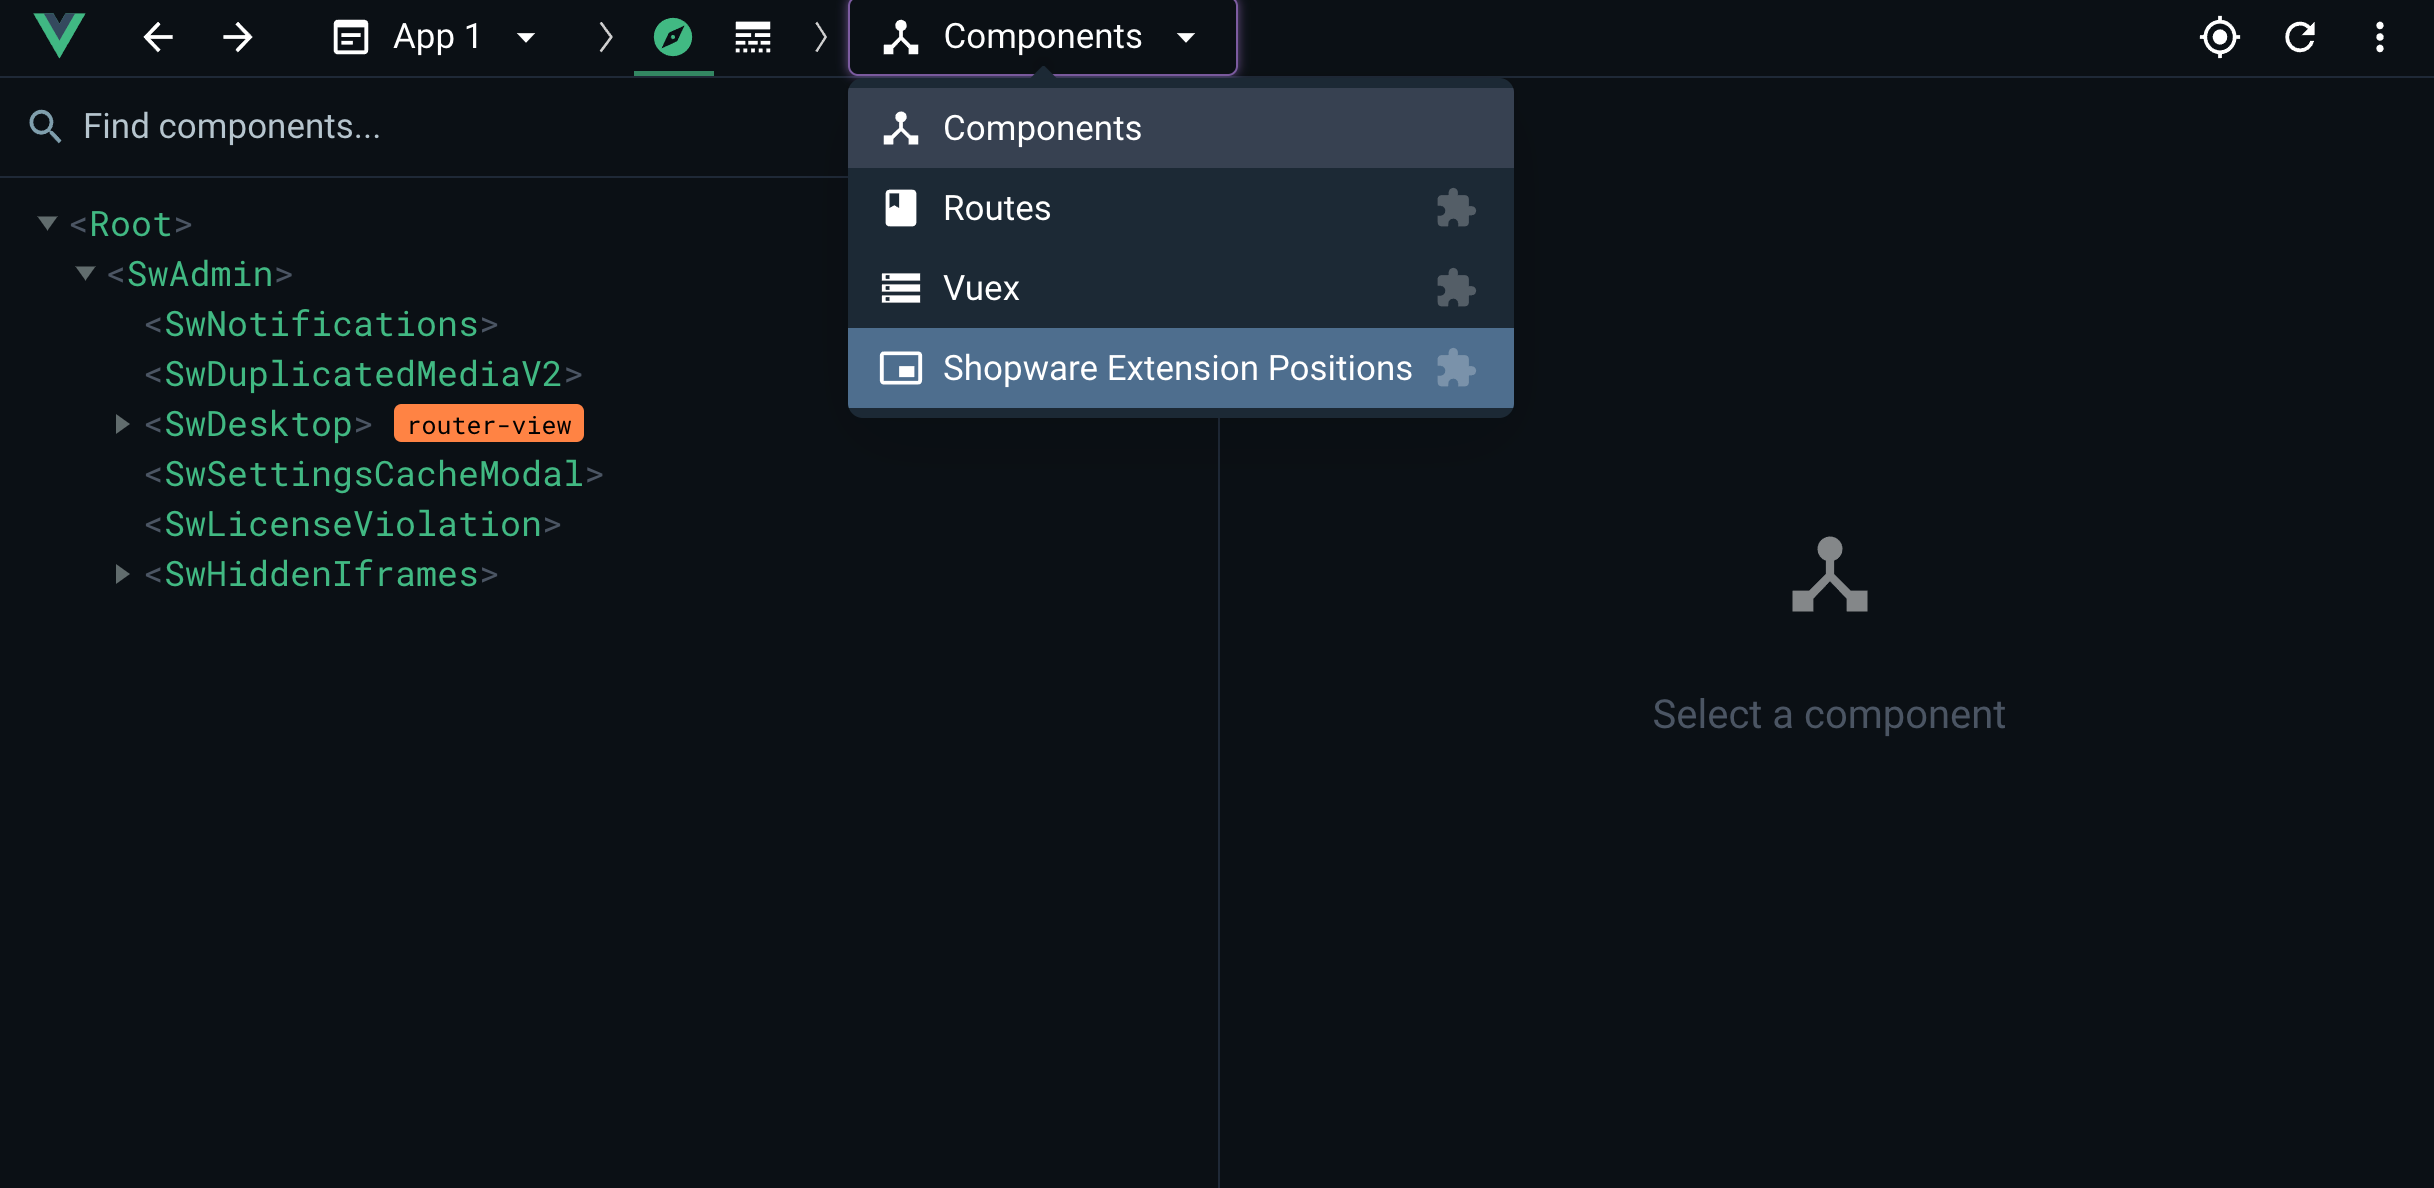 App 1
Components
Find components...
Components
Routes
Vuex
Shopware Extension Positions
<Root>
<SwAdmin>
<SwNotifications>
<SwDuplicatedMediaV2>
<SwDesktop> router-view
<SwSettingsCacheModal>
<SwLicenseViolation>
<SwHiddenIframes>
Select a component